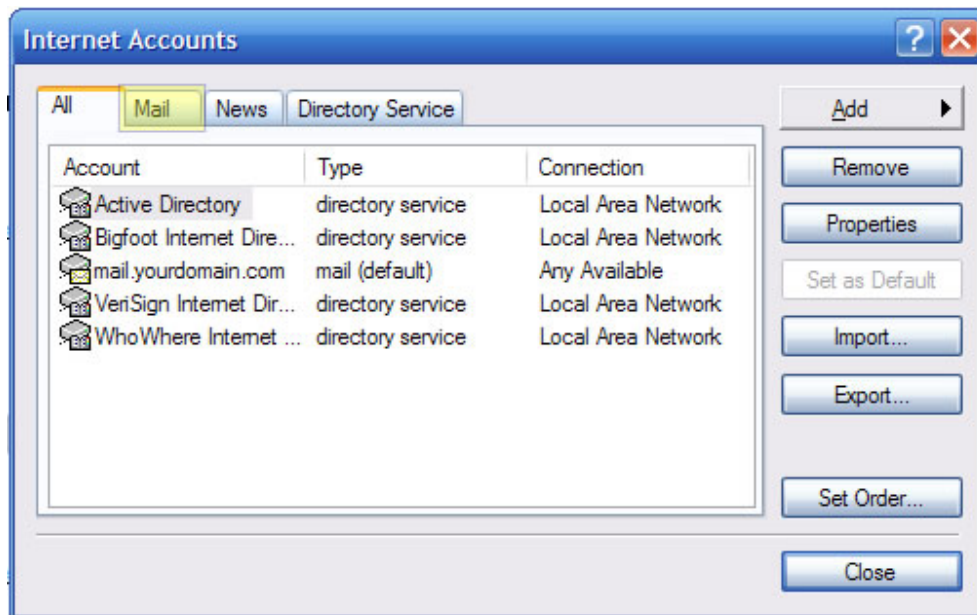 Internet Accounts
All Mail News Directory Service
Account Type Connection
Active Directory directory service Local Area Network
Bigfoot Internet Dire... directory service Local Area Network
mail.yourdomain.com mail (default) Any Available
VeriSign Internet Dir... directory service Local Area Network
WhoWhere Internet ... directory service Local Area Network
Add
Remove
Properties
Set as Default
Import...
Export...
Set Order...
Close